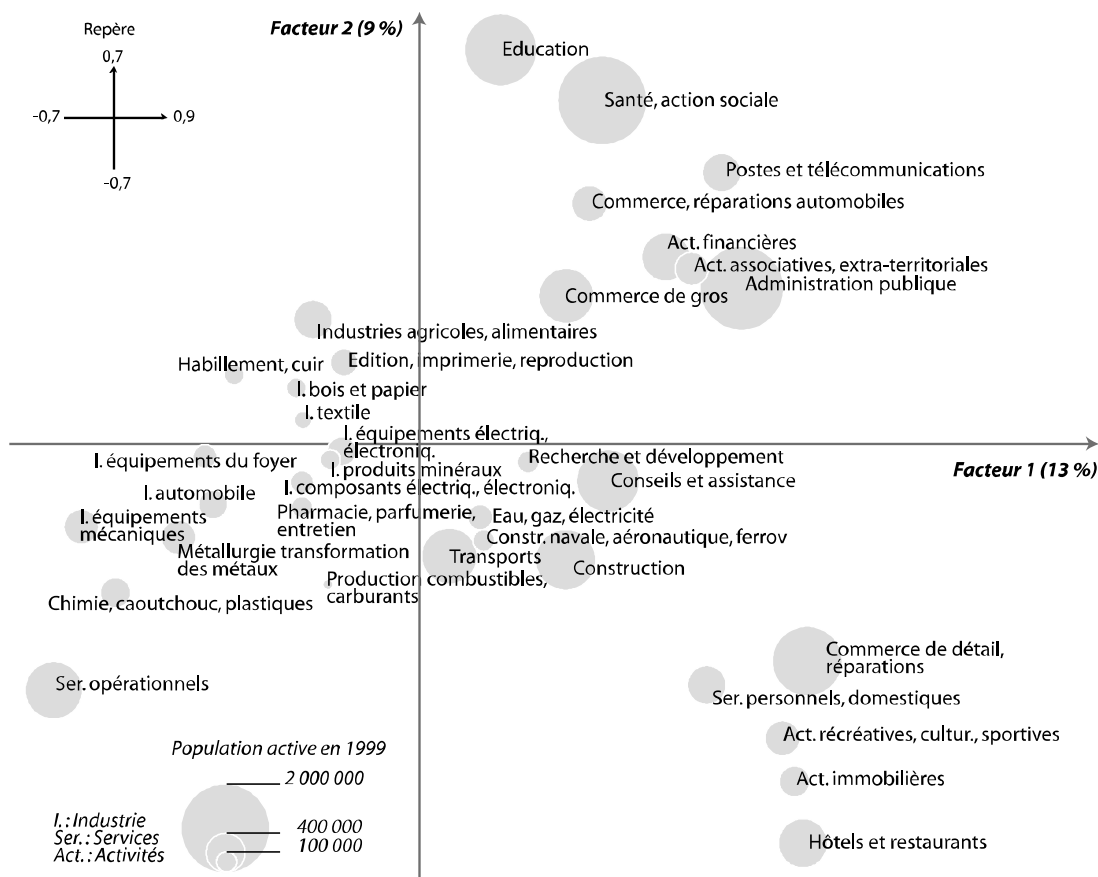 Repère
0,7
-0,7
0,9
-0,7
Facteur 2 (9 %)
Education
Santé, action sociale
Postes et télécommunications
Commerce, réparations automobiles
Act. financières
Act. associatives, extra-territoriales
Administration publique
Commerce de gros
Industries agricoles, alimentaires
Habillement, cuir
Edition, imprimerie, reproduction
I. bois et papier
I. textile
I. équipements électriq.,
électroniq.
I. équipements du foyer
I. produits minéraux
Recherche et développement
Facteur 1 (13 %)
I. composants électriq., électroniq.
Conseils et assistance
I. automobile
Pharmacie, parfumerie,
entretien
Eau, gaz, électricité
I. équipements
mécaniques
Constr. navale, aéronautique, ferrov
Métallurgie transformation
des métaux
Transports
Construction
Production combustibles,
carburants
Chimie, caoutchouc, plastiques
Commerce de détail,
réparations
Ser. opérationnels
Ser. personnels, domestiques
Act. récréatives, cultur., sportives
Act. immobilières
Hôtels et restaurants
Population active en 1999
2 000 000
400 000
100 000
I. : Industrie
Ser. : Services
Act. : Activités